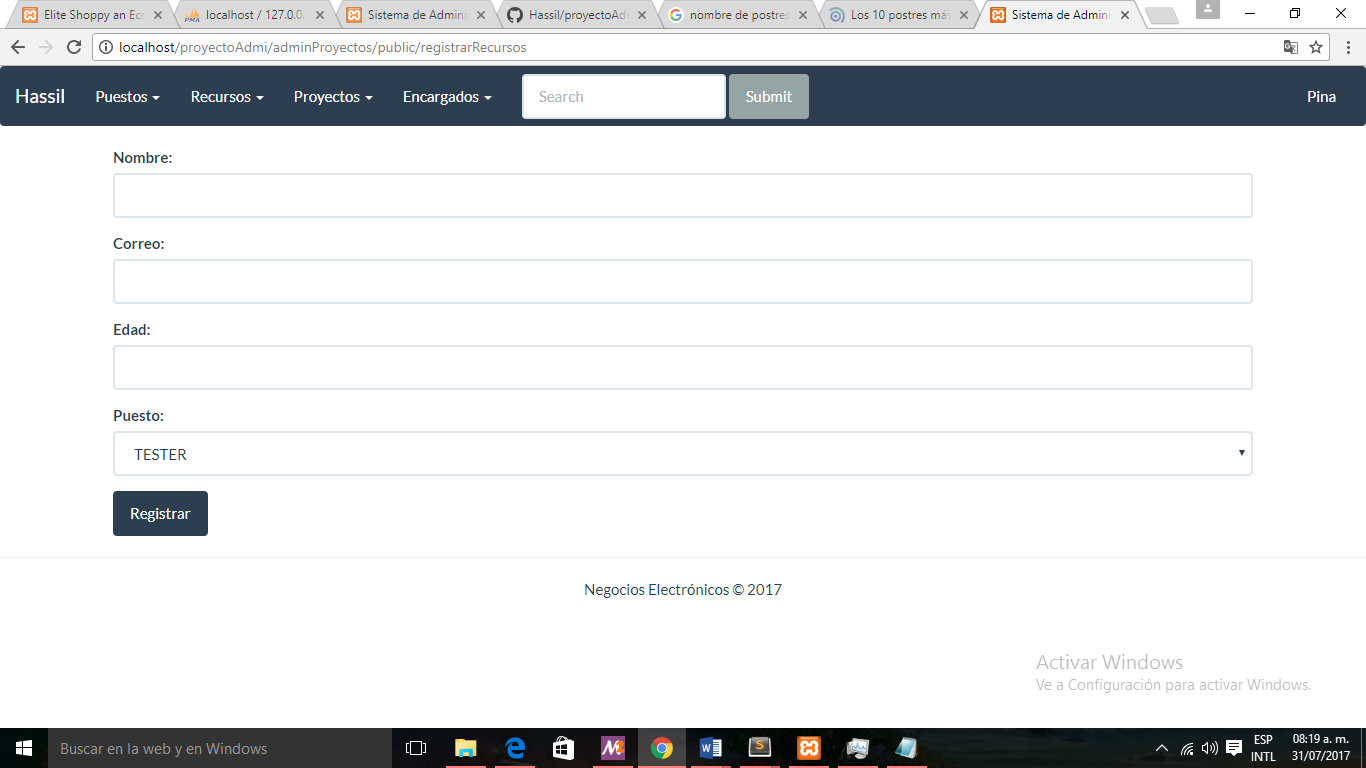 Elite Shoppy an Eco
localhost / 127.0.0.
Sistema de Admini
Hassil/proyectoAdm
nombre de postres
Los 10 postres más
Sistema de Admini
localhost/proyectoAdmi/adminProyectos/public/registrarRecursos
Hassil Puestos Recursos Proyectos Encargados Search Submit Pina
Nombre:
Correo:
Edad:
Puesto:
TESTER
Registrar
Negocios Electrónicos © 2017
Activar Windows
Ve a Configuración para activar Windows.
Buscar en la web y en Windows
ESP
INTL
08:19 a. m.
31/07/2017